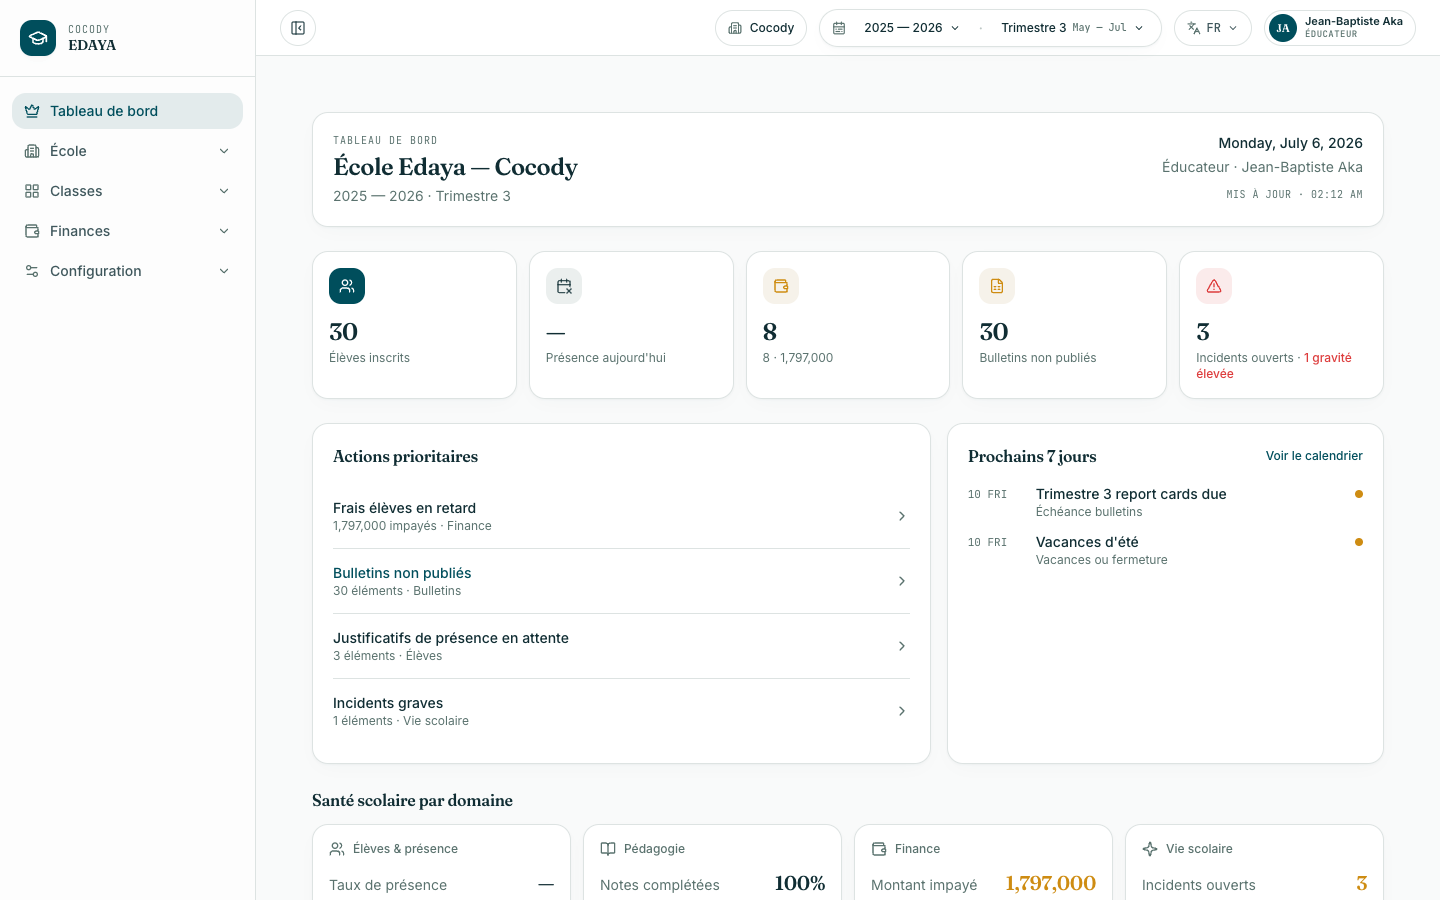 COCODY
EDAYA
Tableau de bord
École
Classes
Finances
Configuration
Cocody
2025 — 2026
·
Trimestre 3 May – Jul
FR
JA
Jean-Baptiste Aka
ÉDUCATEUR
TABLEAU DE BORD
École Edaya — Cocody
2025 — 2026 · Trimestre 3
Monday, July 6, 2026
Éducateur · Jean-Baptiste Aka
MIS À JOUR · 02:12 AM
30
Élèves inscrits
—
Présence aujourd'hui
8
8 · 1,797,000
30
Bulletins non publiés
3
Incidents ouverts · 1 gravité
élevée
Actions prioritaires
Frais élèves en retard
1,797,000 impayés · Finance
Bulletins non publiés
30 éléments · Bulletins
Justificatifs de présence en attente
3 éléments · Élèves
Incidents graves
1 éléments · Vie scolaire
Prochains 7 jours
Voir le calendrier
10 FRI
Trimestre 3 report cards due
Échéance bulletins
10 FRI
Vacances d'été
Vacances ou fermeture
Santé scolaire par domaine
Élèves & présence
Taux de présence —
Pédagogie
Notes complétées 100%
Finance
Montant impayé 1,797,000
Vie scolaire
Incidents ouverts 3